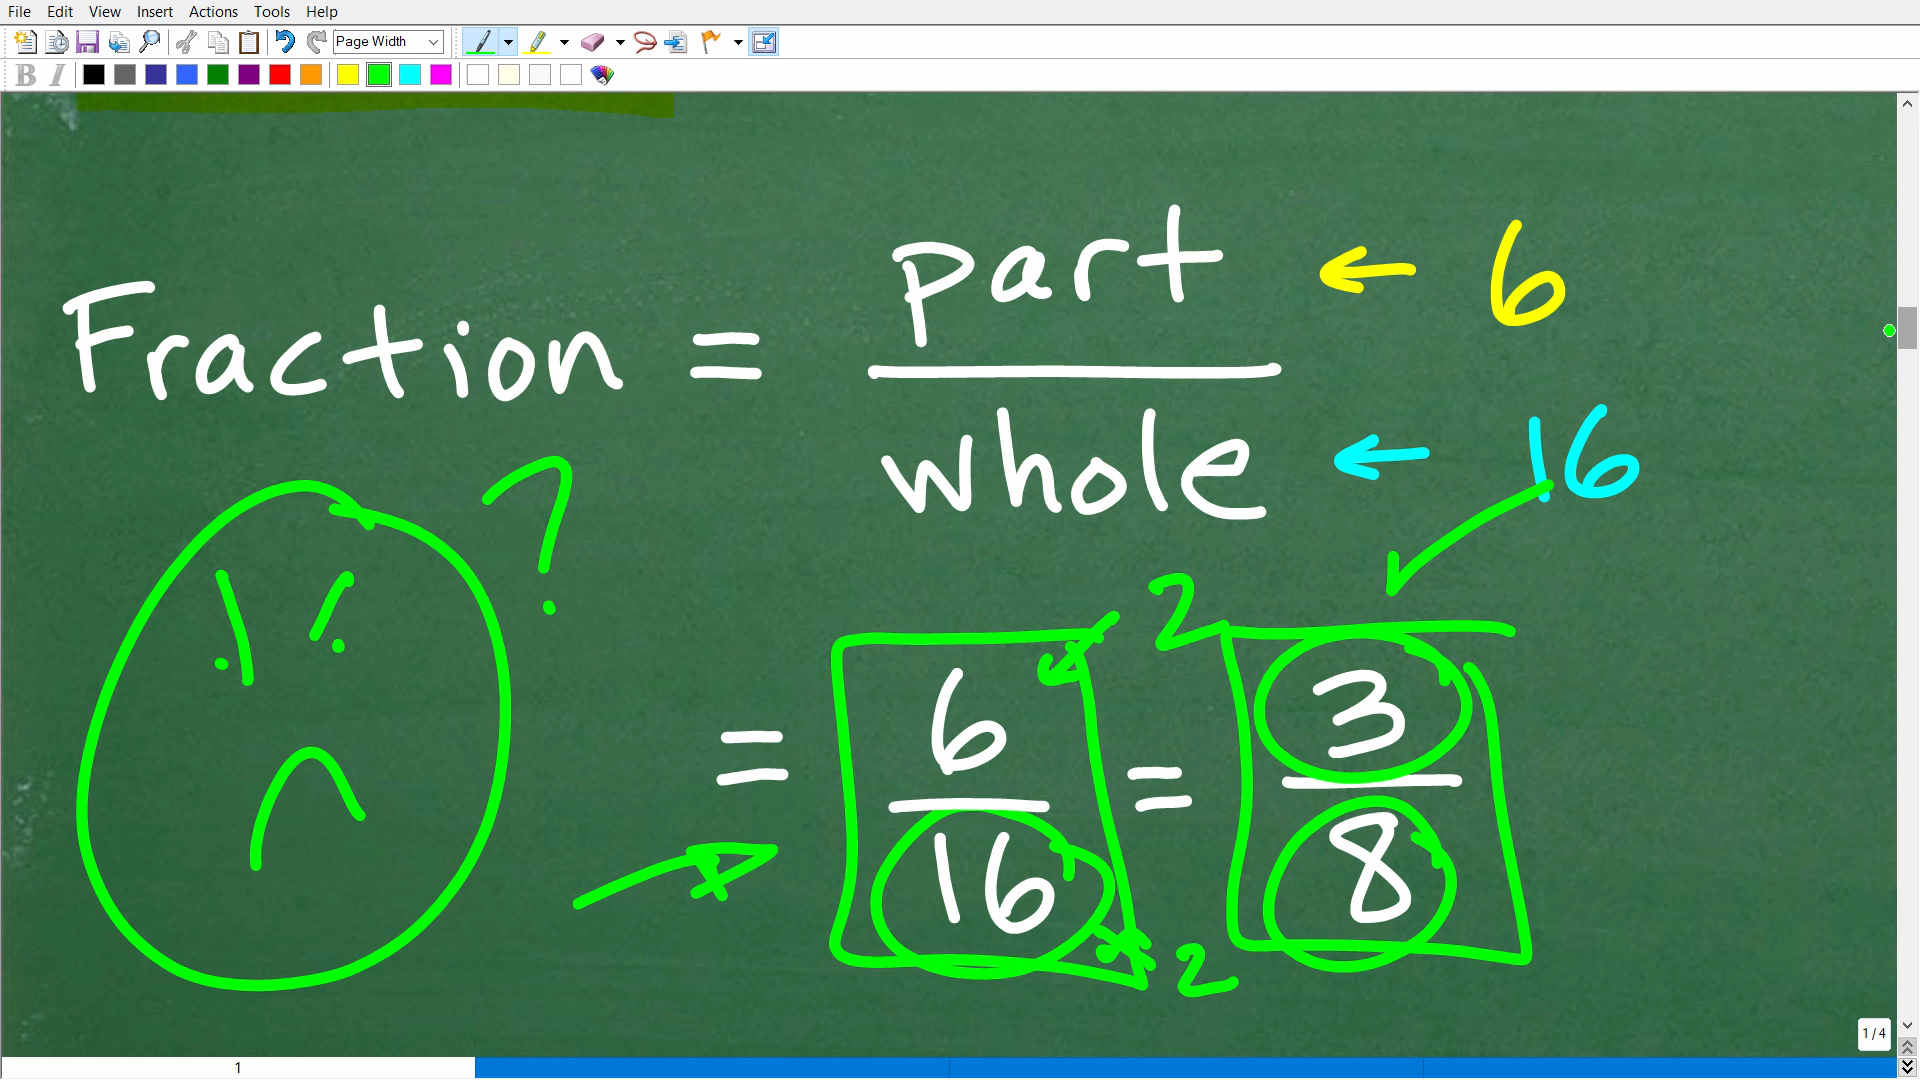 File Edit View Insert Actions Tools Help
Page Width
B I
Fraction = part ← 6
whole ← 16
?
2
= 6 = 3
16 8
2
1 / 4
1